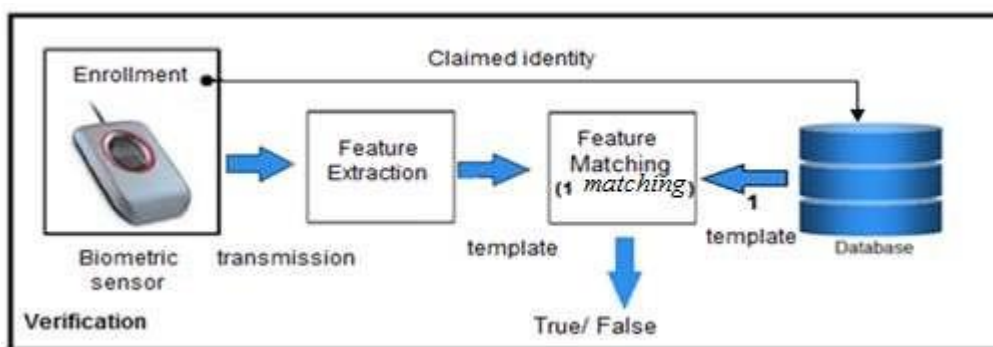 Claimed identity
Enrollment
Feature
Extraction
Feature
Matching
(1 matching)
1
template
template
Database
Biometric
sensor
transmission
True/ False
Verification